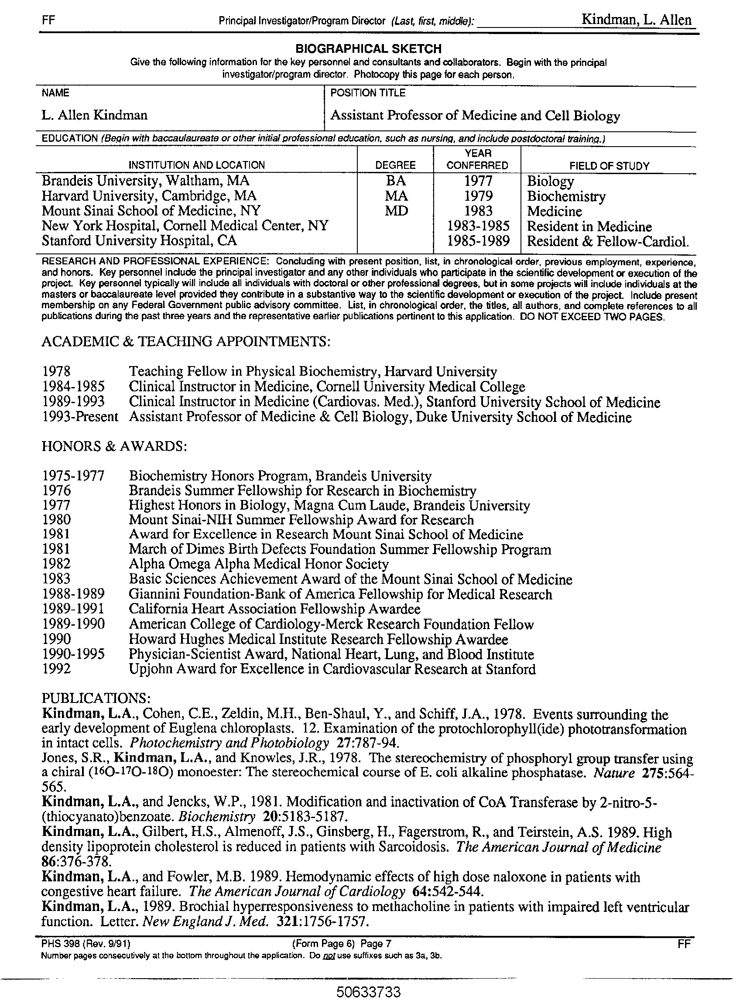 FF Principal Investigator/Program Director (Last, first, middle): Kindman, L. Allen
BIOGRAPHICAL SKETCH
Give the following information for the key personnel and consultants and collaborators. Begin with the principal
investigator/program director. Photocopy this page for each person.
NAME POSITION TITLE
L. Allen Kindman Assistant Professor of Medicine and Cell Biology
EDUCATION (Begin with baccaulaureate or other initial professional education, such as nursing, and include postdoctoral training.)
INSTITUTION AND LOCATION DEGREE YEAR CONFERRED FIELD OF STUDY
Brandeis University, Waltham, MA BA 1977 Biology
Harvard University, Cambridge, MA MA 1979 Biochemistry
Mount Sinai School of Medicine, NY MD 1983 Medicine
New York Hospital, Cornell Medical Center, NY 1983-1985 Resident in Medicine
Stanford University Hospital, CA 1985-1989 Resident & Fellow-Cardiol.
RESEARCH AND PROFESSIONAL EXPERIENCE: Concluding with present position, list, in chronological order, previous employment, experience,
and honors. Key personnel include the principal investigator and any other individuals who participate in the scientific development or execution of the
project. Key personnel typically will include all individuals with doctoral or other professional degrees, but in some projects will include individuals at the
masters or baccalaureate level provided they contribute in a substantive way to the scientific development or execution of the project. Include present
membership on any Federal Government public advisory committee. List, in chronological order, the titles, all authors, and complete references to all
publications during the past three years and the representative earlier publications pertinent to this application. DO NOT EXCEED TWO PAGES.
ACADEMIC & TEACHING APPOINTMENTS:
1978 Teaching Fellow in Physical Biochemistry, Harvard University
1984-1985 Clinical Instructor in Medicine, Cornell University Medical College
1989-1993 Clinical Instructor in Medicine (Cardiovas. Med.), Stanford University School of Medicine
1993-Present Assistant Professor of Medicine & Cell Biology, Duke University School of Medicine
HONORS & AWARDS:
1975-1977 Biochemistry Honors Program, Brandeis University
1976 Brandeis Summer Fellowship for Research in Biochemistry
1977 Highest Honors in Biology, Magna Cum Laude, Brandeis University
1980 Mount Sinai-NIH Summer Fellowship Award for Research
1981 Award for Excellence in Research Mount Sinai School of Medicine
1981 March of Dimes Birth Defects Foundation Summer Fellowship Program
1982 Alpha Omega Alpha Medical Honor Society
1983 Basic Sciences Achievement Award of the Mount Sinai School of Medicine
1988-1989 Giannini Foundation-Bank of America Fellowship for Medical Research
1989-1991 California Heart Association Fellowship Awardee
1989-1990 American College of Cardiology-Merck Research Foundation Fellow
1990 Howard Hughes Medical Institute Research Fellowship Awardee
1990-1995 Physician-Scientist Award, National Heart, Lung, and Blood Institute
1992 Upjohn Award for Excellence in Cardiovascular Research at Stanford
PUBLICATIONS:
Kindman, L.A., Cohen, C.E., Zeldin, M.H., Ben-Shaul, Y., and Schiff, J.A., 1978. Events surrounding the
early development of Euglena chloroplasts. 12. Examination of the protochlorophyll(ide) phototransformation
in intact cells. Photochemistry and Photobiology 27:787-94.
Jones, S.R., Kindman, L.A., and Knowles, J.R., 1978. The stereochemistry of phosphoryl group transfer using
a chiral (16O-17O-18O) monoester: The stereochemical course of E. coli alkaline phosphatase. Nature 275:564-
565.
Kindman, L.A., and Jencks, W.P., 1981. Modification and inactivation of CoA Transferase by 2-nitro-5-
(thiocyanato)benzoate. Biochemistry 20:5183-5187.
Kindman, L.A., Gilbert, H.S., Almenoff, J.S., Ginsberg, H., Fagerstrom, R., and Teirstein, A.S. 1989. High
density lipoprotein cholesterol is reduced in patients with Sarcoidosis. The American Journal of Medicine
86:376-378.
Kindman, L.A., and Fowler, M.B. 1989. Hemodynamic effects of high dose naloxone in patients with
congestive heart failure. The American Journal of Cardiology 64:542-544.
Kindman, L.A., 1989. Brochial hyperresponsiveness to methacholine in patients with impaired left ventricular
function. Letter. New England J. Med. 321:1756-1757.
PHS 398 (Rev. 9/91) (Form Page 6) Page 7 FF
Number pages consecutively at the bottom throughout the application. Do not use suffixes such as 3a, 3b.
50633733